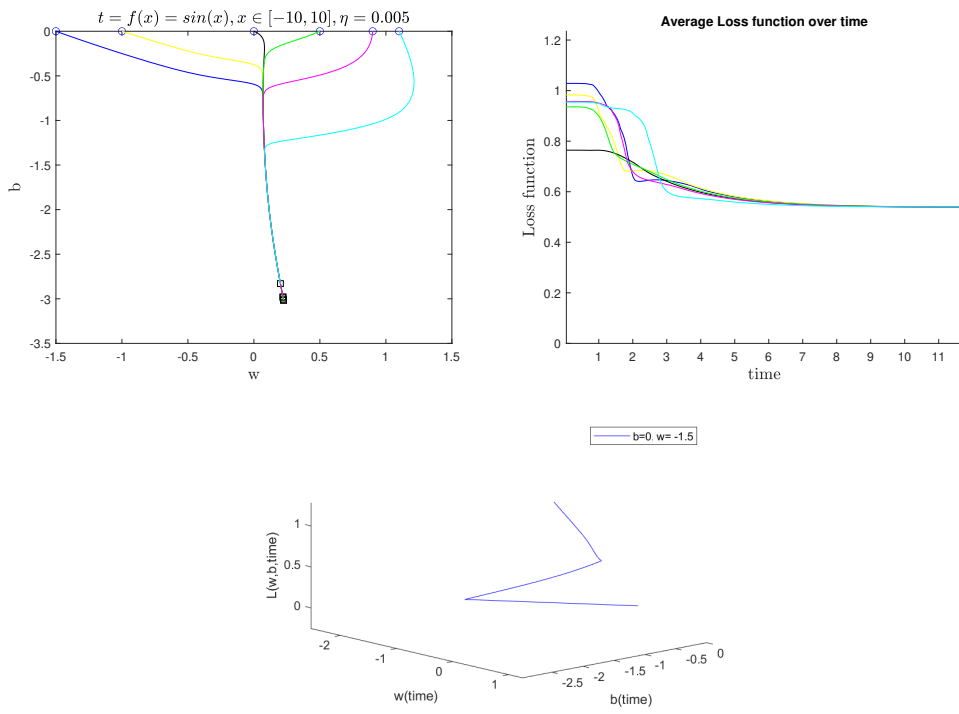 t = f(x) = sin(x), x ∈ [−10, 10], η = 0.005
0
-0.5
-1
-1.5
-2
-2.5
-3
-3.5
b
-1.5 -1 -0.5 0 0.5 1 1.5
w
Average Loss function over time
1.2
1
0.8
0.6
0.4
0.2
0
Loss function
1 2 3 4 5 6 7 8 9 10 11
time
b=0. w= -1.5
1
0.5
0
L(w,b,time)
-2 -1 0 1
w(time)
-2.5 -2 -1.5 -1 -0.5 0
b(time)